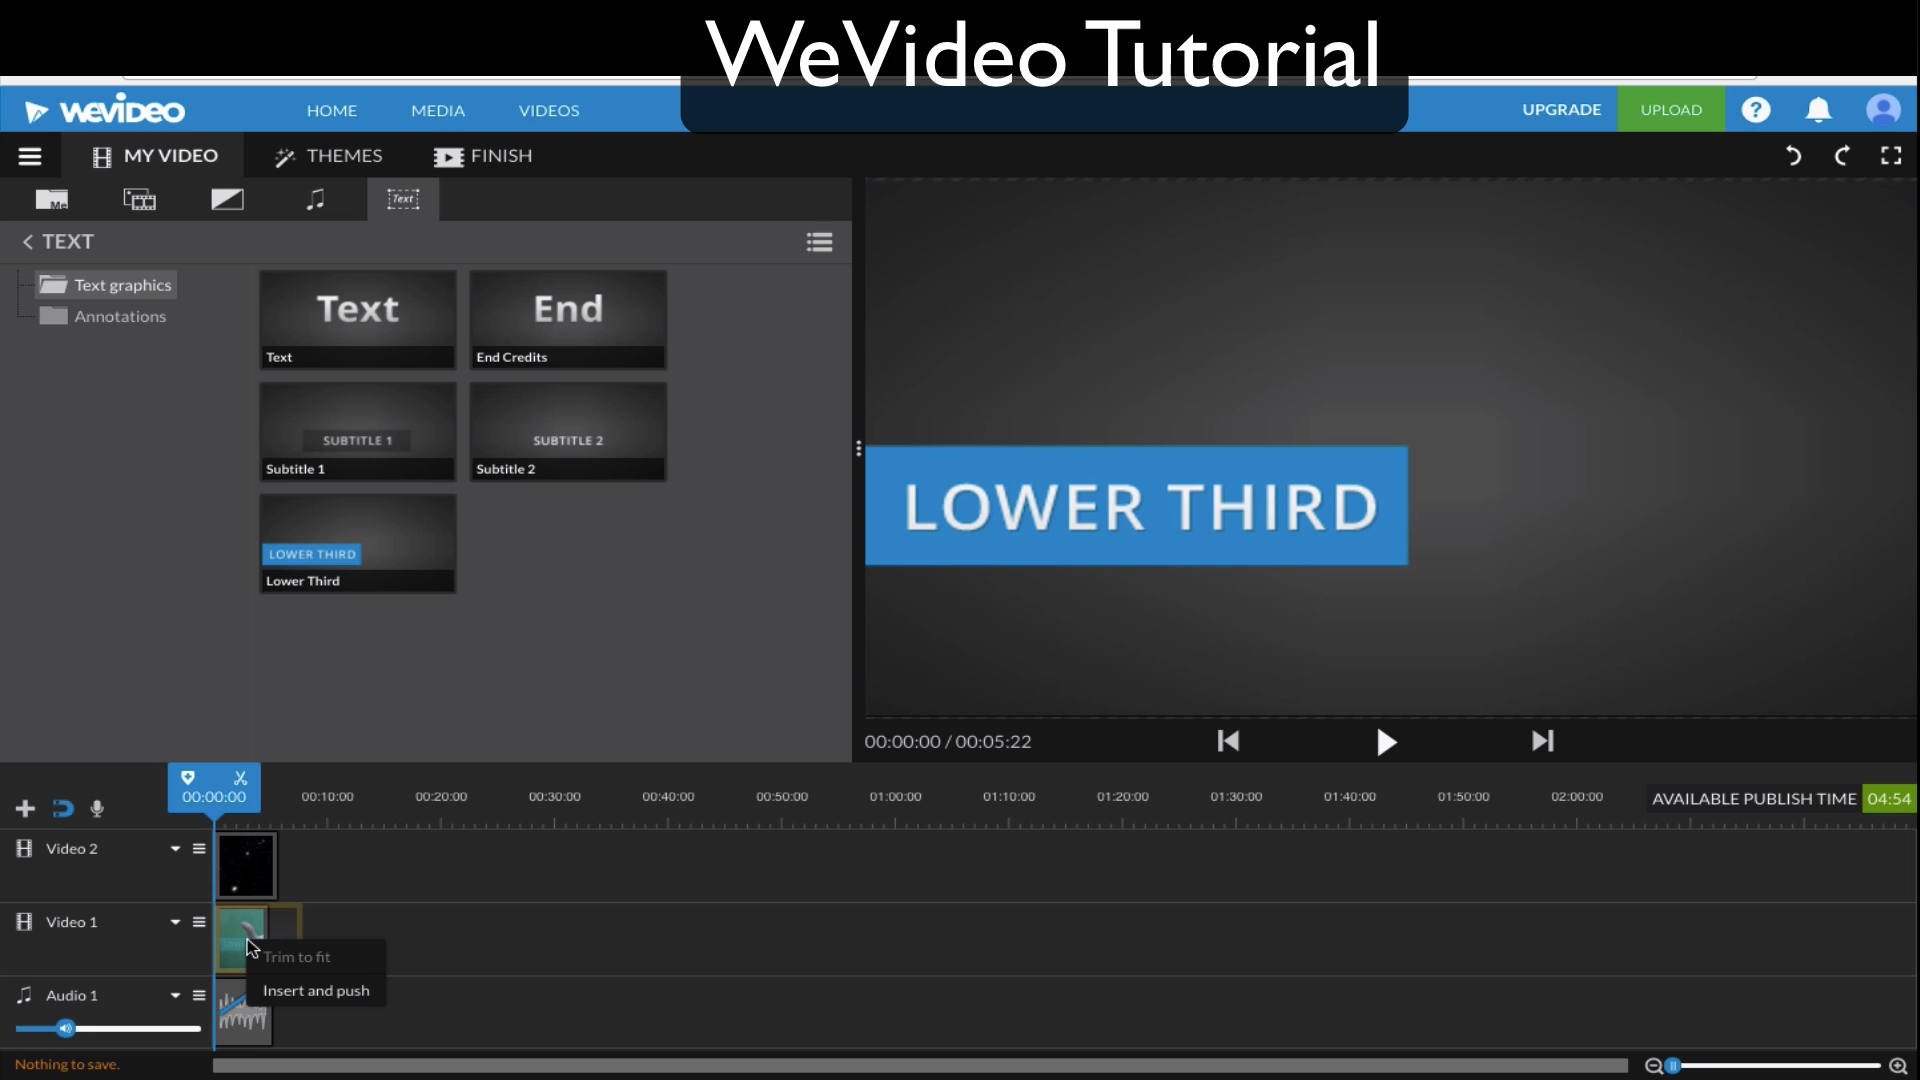 WeVideo Tutorial
WEVIDEO
HOME
MEDIA
VIDEOS
UPGRADE
UPLOAD
?
MY VIDEO
THEMES
FINISH
Me
Text
< TEXT
Text graphics
Annotations
Text
Text
End
End Credits
SUBTITLE 1
Subtitle 1
SUBTITLE 2
Subtitle 2
LOWER THIRD
Lower Third
LOWER THIRD
00:00:00 / 00:05:22
00:00:00
00:10:00
00:20:00
00:30:00
00:40:00
00:50:00
01:00:00
01:10:00
01:20:00
01:30:00
01:40:00
01:50:00
02:00:00
AVAILABLE PUBLISH TIME 04:54
Video 2
Video 1
Trim to fit
Insert and push
Audio 1
Nothing to save.